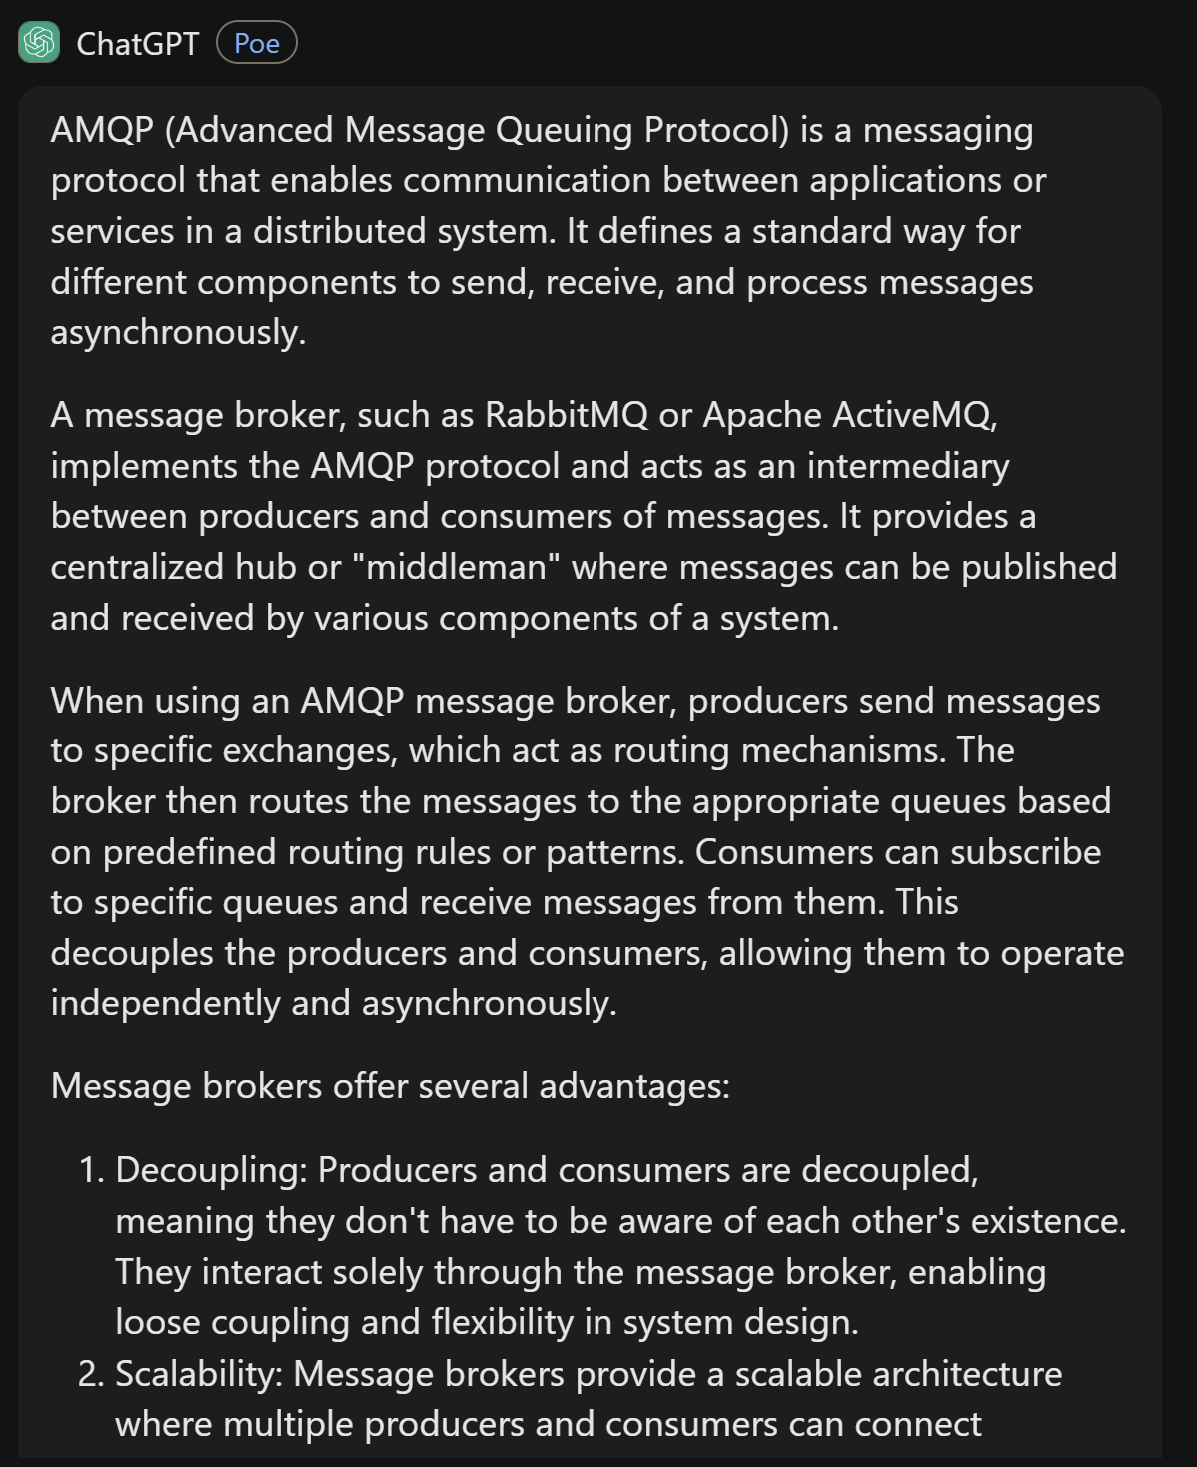 ChatGPT Poe
AMQP (Advanced Message Queuing Protocol) is a messaging
protocol that enables communication between applications or
services in a distributed system. It defines a standard way for
different components to send, receive, and process messages
asynchronously.
A message broker, such as RabbitMQ or Apache ActiveMQ,
implements the AMQP protocol and acts as an intermediary
between producers and consumers of messages. It provides a
centralized hub or "middleman" where messages can be published
and received by various components of a system.
When using an AMQP message broker, producers send messages
to specific exchanges, which act as routing mechanisms. The
broker then routes the messages to the appropriate queues based
on predefined routing rules or patterns. Consumers can subscribe
to specific queues and receive messages from them. This
decouples the producers and consumers, allowing them to operate
independently and asynchronously.
Message brokers offer several advantages:
1. Decoupling: Producers and consumers are decoupled,
meaning they don't have to be aware of each other's existence.
They interact solely through the message broker, enabling
loose coupling and flexibility in system design.
2. Scalability: Message brokers provide a scalable architecture
where multiple producers and consumers can connect